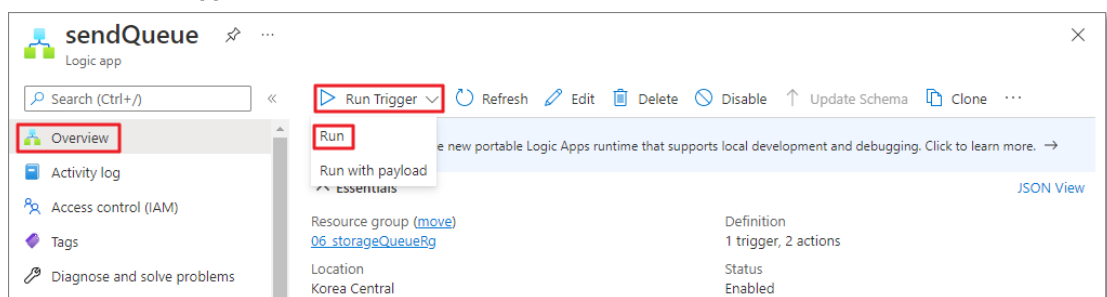 sendQueue
Logic app
Search (Ctrl+/)
Overview
Activity log
Access control (IAM)
Tags
Diagnose and solve problems
Run Trigger Refresh Edit Delete Disable Update Schema Clone
Run
Run with payload
e new portable Logic Apps runtime that supports local development and debugging. Click to learn more. →
Essentials
JSON View
Resource group (move)
06_storageQueueRg
Location
Korea Central
Definition
1 trigger, 2 actions
Status
Enabled